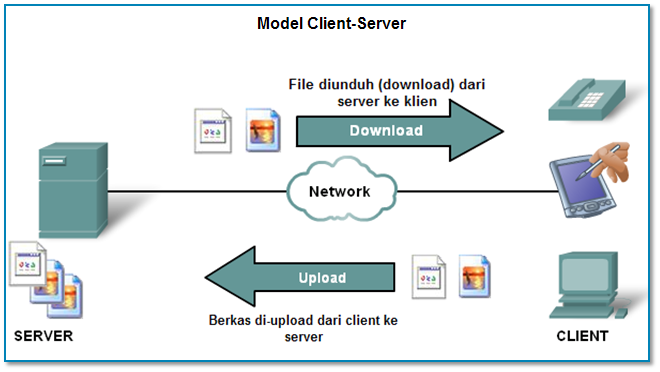 Model Client-Server
File diunduh (download) dari
server ke klien
Download
Network
Upload
Berkas di-upload dari client ke
server
SERVER
CLIENT